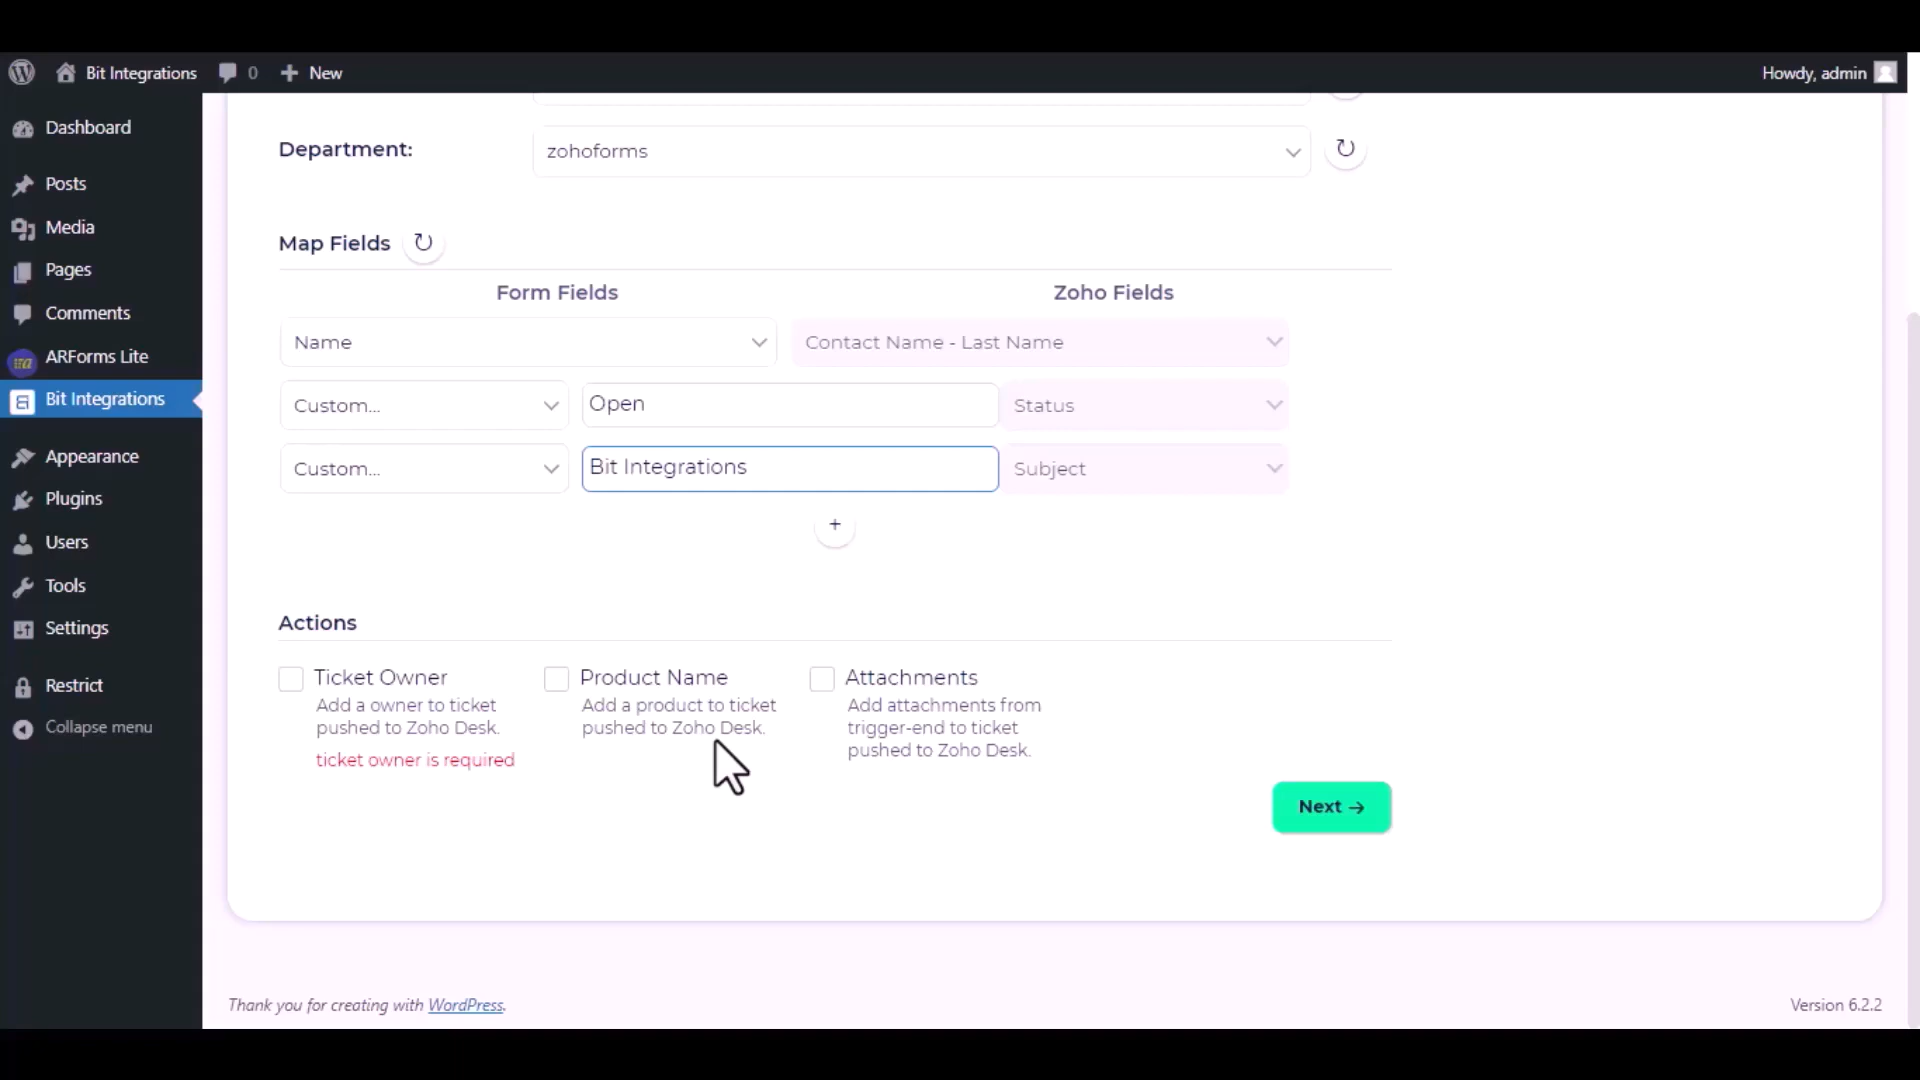 Bit Integrations
0
New
Howdy, admin
Dashboard
Posts
Media
Pages
Comments
ARForms Lite
Bit Integrations
Appearance
Plugins
Users
Tools
Settings
Restrict
Collapse menu
Department:
zohoforms
Map Fields
Form Fields
Zoho Fields
Name
Contact Name - Last Name
Custom...
Open
Status
Custom...
Bit Integrations
Subject
+
Actions
Ticket Owner
Add a owner to ticket
pushed to Zoho Desk.
ticket owner is required
Product Name
Add a product to ticket
pushed to Zoho Desk.
Attachments
Add attachments from
trigger-end to ticket
pushed to Zoho Desk.
Next →
Thank you for creating with WordPress.
Version 6.2.2